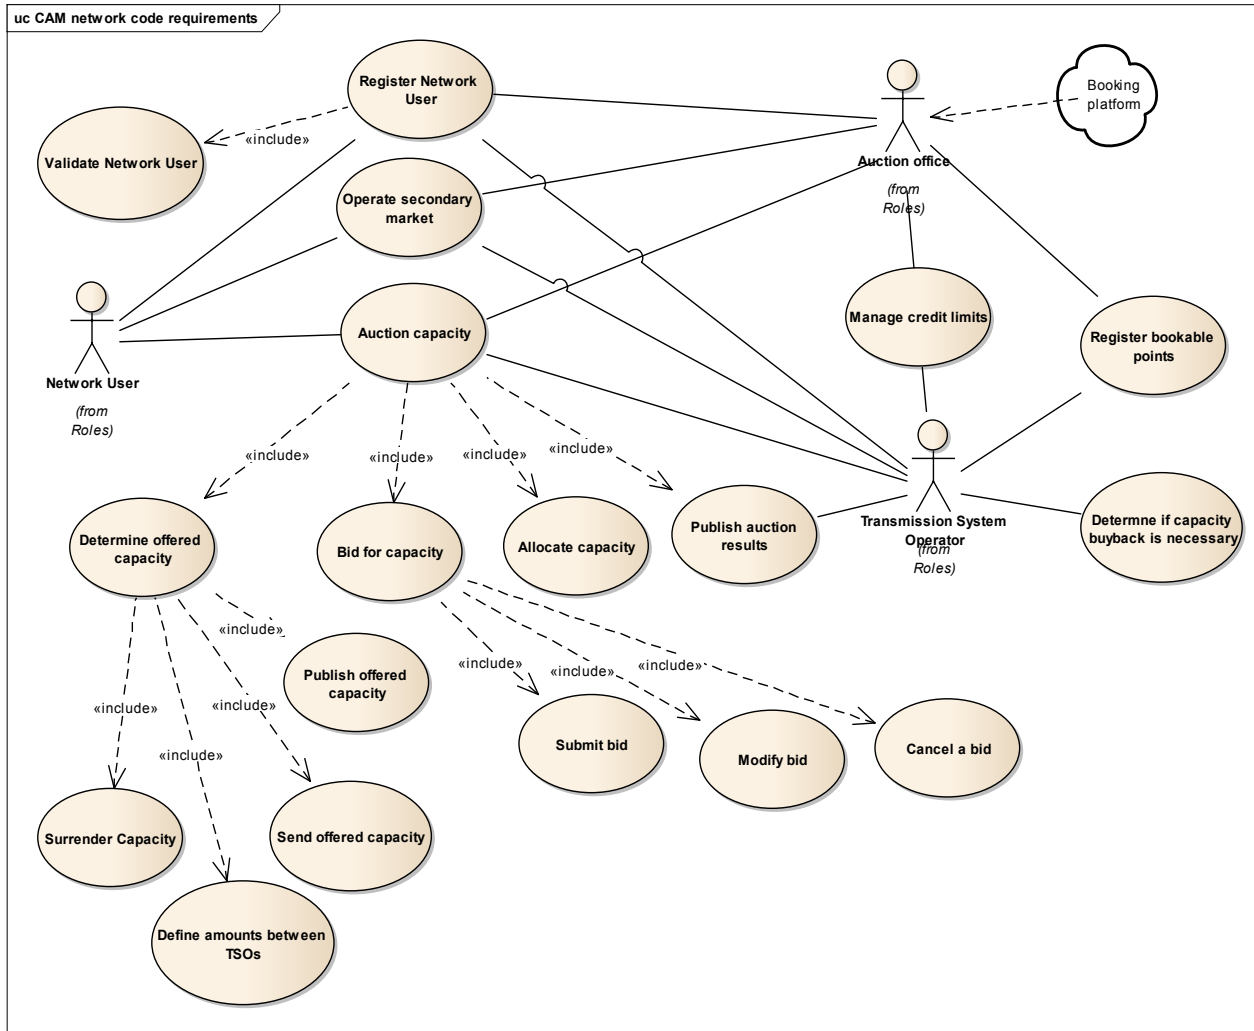 uc CAM network code requirements
Register Network
User
Booking
platform
«include»
Validate Network User
Auction office
(from
Roles)
Operate secondary
market
Manage credit limits
Register bookable
points
Auction capacity
Network User
(from
Roles)
«include»
«include»
«include»
«include»
Determine offered
capacity
Bid for capacity
Allocate capacity
Publish auction
results
Transmission System
Operator
(from
Roles)
Determne if capacity
buyback is necessary
«include»
«include»
«include»
«include»
«include»
«include»
«include»
Publish offered
capacity
Submit bid
Modify bid
Cancel a bid
Surrender Capacity
Send offered capacity
Define amounts between
TSOs